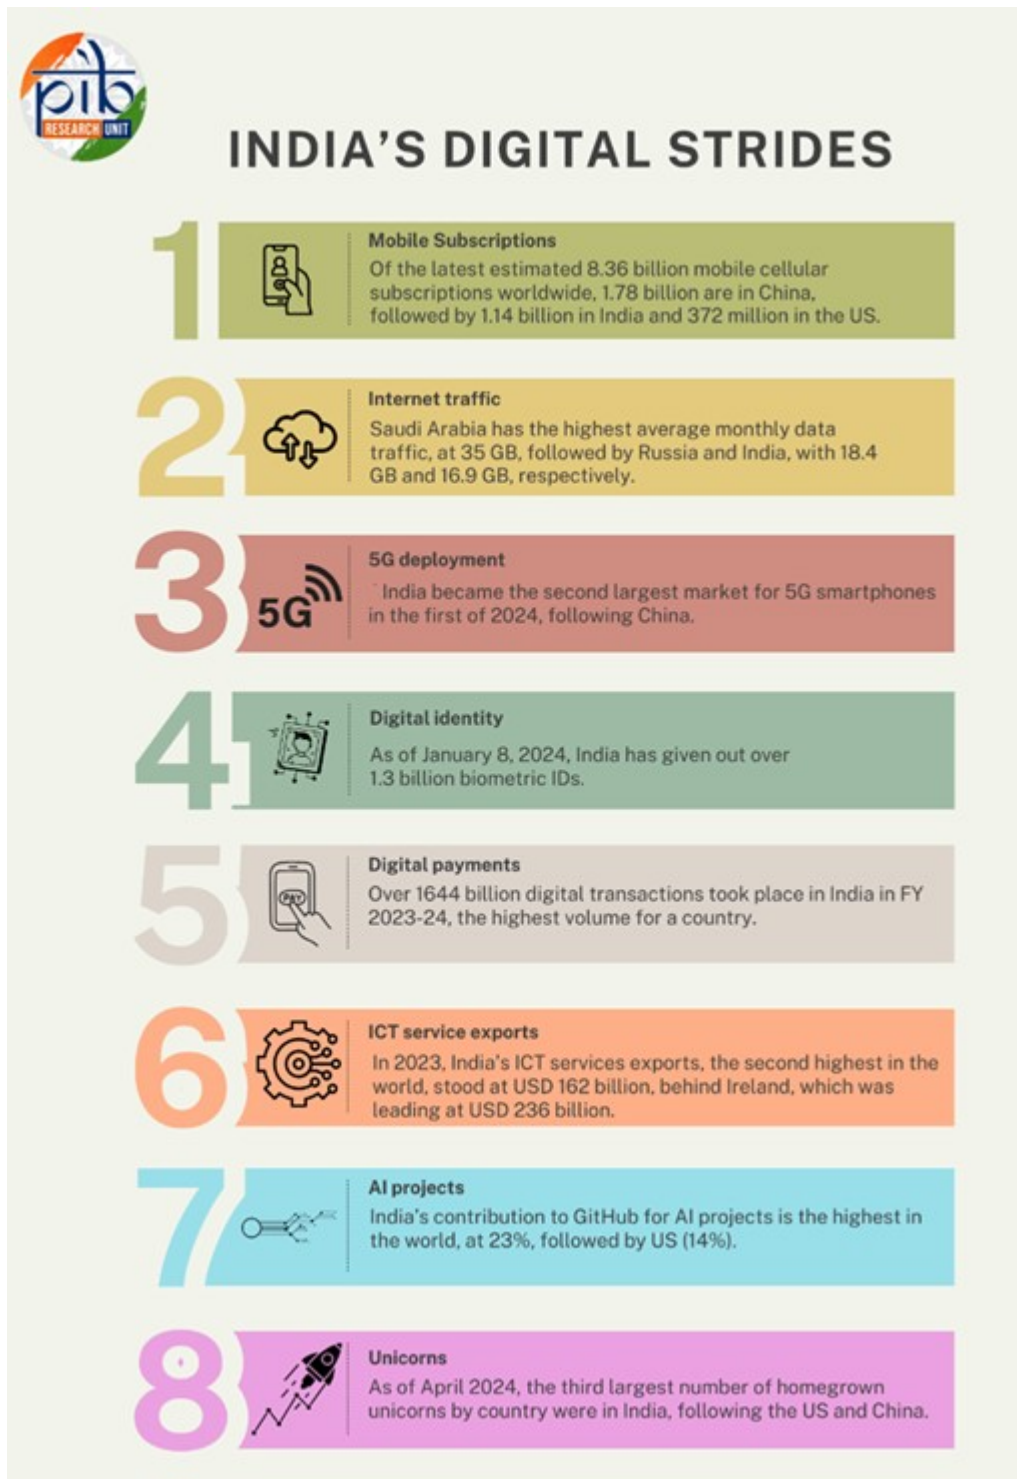 pib
RESEARCH UNIT
INDIA'S DIGITAL STRIDES
1
Mobile Subscriptions
Of the latest estimated 8.36 billion mobile cellular
subscriptions worldwide, 1.78 billion are in China,
followed by 1.14 billion in India and 372 million in the US.
2
Internet traffic
Saudi Arabia has the highest average monthly data
traffic, at 35 GB, followed by Russia and India, with 18.4
GB and 16.9 GB, respectively.
3
5G
5G deployment
India became the second largest market for 5G smartphones
in the first of 2024, following China.
4
Digital identity
As of January 8, 2024, India has given out over
1.3 billion biometric IDs.
5
PAY
Digital payments
Over 1644 billion digital transactions took place in India in FY
2023-24, the highest volume for a country.
6
ICT service exports
In 2023, India's ICT services exports, the second highest in the
world, stood at USD 162 billion, behind Ireland, which was
leading at USD 236 billion.
7
AI projects
India's contribution to GitHub for AI projects is the highest in
the world, at 23%, followed by US (14%).
8
Unicorns
As of April 2024, the third largest number of homegrown
unicorns by country were in India, following the US and China.